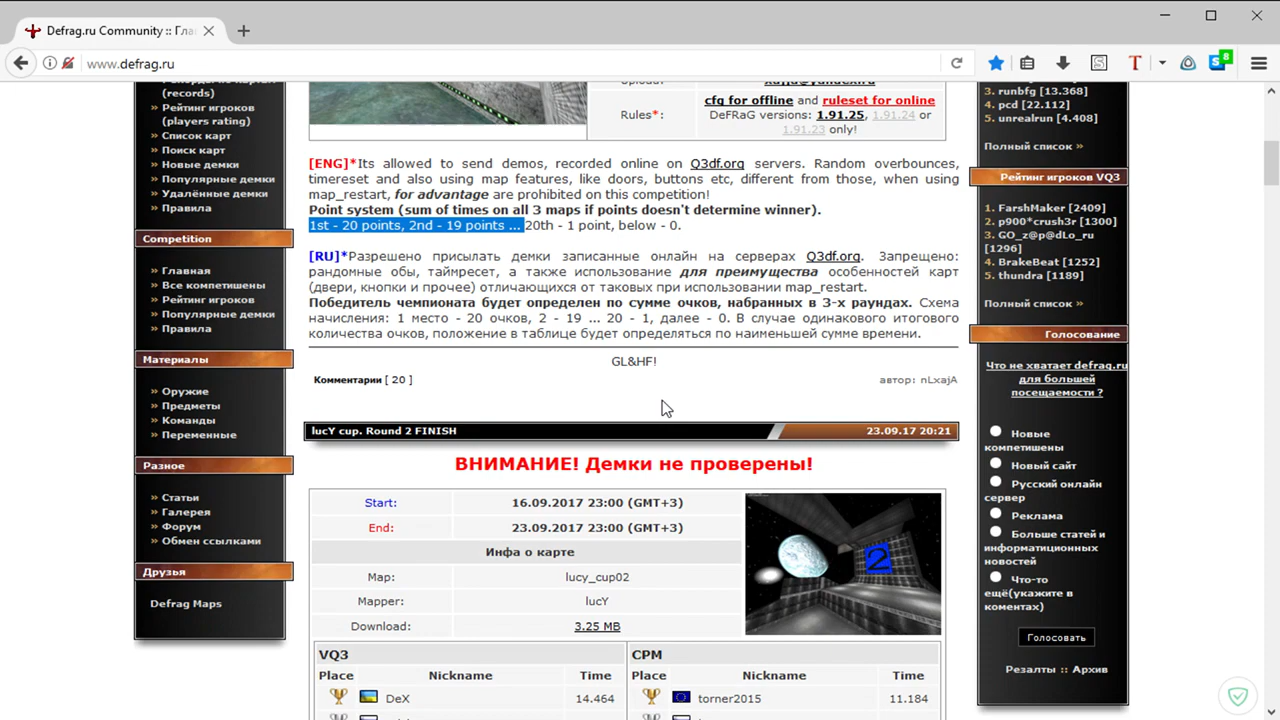 Defrag.ru Community :: Гла
www.defrag.ru
8
(records)
» Рейтинг игроков
(players rating)
» Список карт
» Поиск карт
» Новые демки
» Популярные демки
» Удалённые демки
» Правила
Competition
» Главная
» Все компетишены
» Рейтинг игроков
» Популярные демки
» Правила
Материалы
» Оружие
» Предметы
» Команды
» Переменные
Разное
» Статьи
» Галерея
» Форум
» Обмен ссылками
Друзья
Defrag Maps
Rules*:
cfg for offline and ruleset for online
DeFRaG versions: 1.91.25, 1.91.24 or
1.91.23 only!
[ENG]*Its allowed to send demos, recorded online on Q3df.org servers. Random overbounces,
timereset and also using map features, like doors, buttons etc, different from those, when using
map_restart, for advantage are prohibited on this competition!
Point system (sum of times on all 3 maps if points doesn't determine winner).
1st - 20 points, 2nd - 19 points ... 20th - 1 point, below - 0.
[RU]*Разрешено присылать демки записанные онлайн на серверах Q3df.org. Запрещено:
рандомные обы, таймресет, а также использование для преимущества особенностей карт
(двери, кнопки и прочее) отличающихся от таковых при использовании map_restart.
Победитель чемпионата будет определен по сумме очков, набранных в 3-х раундах. Схема
начисления: 1 место - 20 очков, 2 - 19 ... 20 - 1, далее - 0. В случае одинакового итогового
количества очков, положение в таблице будет определяться по наименьшей сумме времени.
GL&HF!
Комментарии [ 20 ]
автор: nLxajA
lucY cup. Round 2 FINISH
23.09.17 20:21
ВНИМАНИЕ! Демки не проверены!
Start: 16.09.2017 23:00 (GMT+3)
End: 23.09.2017 23:00 (GMT+3)
Инфа о карте
Map: lucy_cup02
Mapper: lucY
Download: 3.25 MB
2
VQ3
Place Nickname Time
DeX 14.464
CPM
Place Nickname Time
torner2015 11.184
3. runbfg [13.368]
4. pcd [22.112]
5. unrealrun [4.408]
Полный список »
Рейтинг игроков VQ3
1. FarshMaker [2409]
2. p900*crush3r [1300]
3. GO_z@p@dLo_ru
[1296]
4. BrakeBeat [1252]
5. thundra [1189]
Полный список »
Голосование
Что не хватает defrag.ru
для большей
посещаемости ?
Новые
компетишены
Новый сайт
Русский онлайн
сервер
Реклама
Больше статей и
информатиционных
новостей
Что-то
ещё(укажите в
коментах)
Голосовать
Резалты :: Архив